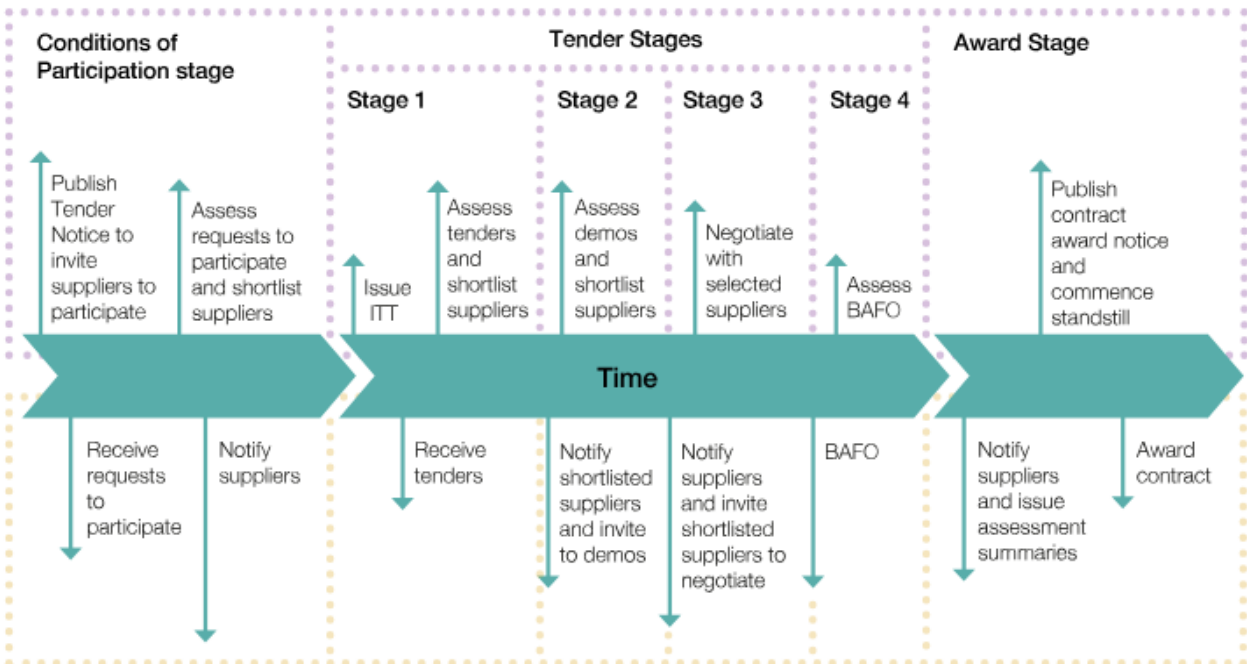 Conditions of
Participation stage
Tender Stages
Award Stage
Stage 1
Stage 2
Stage 3
Stage 4
Publish
Tender
Notice to
invite
suppliers to
participate
Assess
requests to
participate
and shortlist
suppliers
Issue
ITT
Assess
tenders
and
shortlist
suppliers
Assess
demos
and
shortlist
suppliers
Negotiate
with
selected
suppliers
Assess
BAFO
Publish
contract
award notice
and
commence
standstill
Time
Receive
requests
to
participate
Notify
suppliers
Receive
tenders
Notify
shortlisted
suppliers
and invite
to demos
Notify
suppliers
and invite
shortlisted
suppliers to
negotiate
BAFO
Notify
suppliers
and issue
assessment
summaries
Award
contract